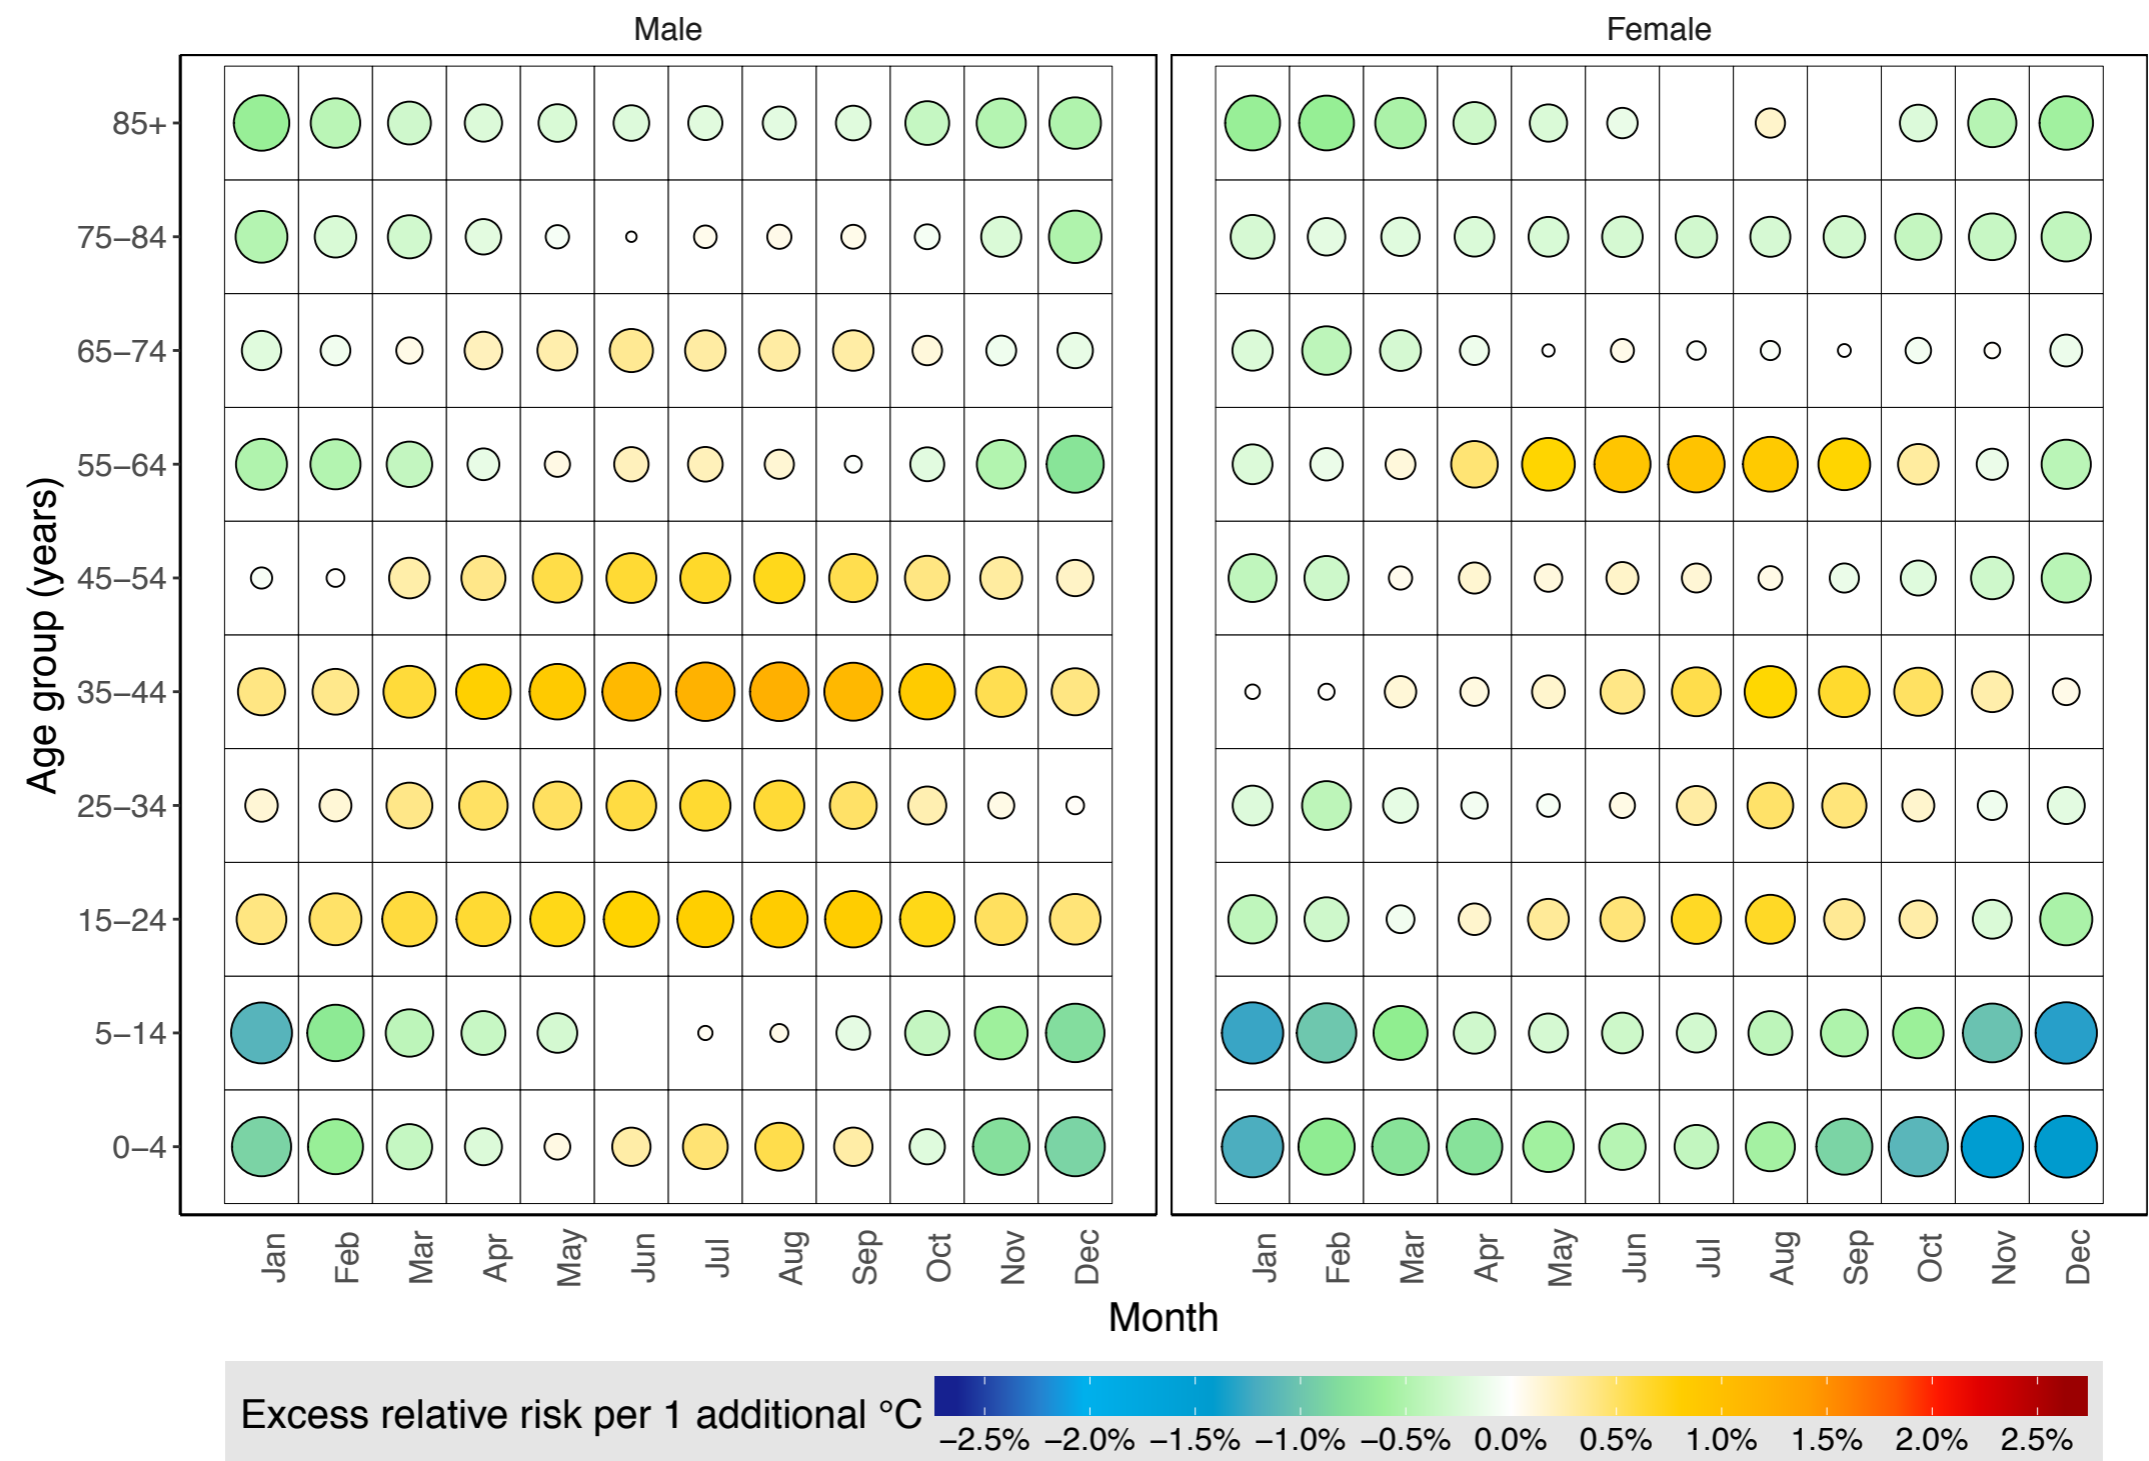 Male Female
85+
75−84
65−74
55−64
45−54
35−44
25−34
15−24
5−14
0−4
Age group (years)
Jan Feb Mar Apr May Jun Jul Aug Sep Oct Nov Dec Jan Feb Mar Apr May Jun Jul Aug Sep Oct Nov Dec
Month
Excess relative risk per 1 additional °C
−2.5% −2.0% −1.5% −1.0% −0.5% 0.0% 0.5% 1.0% 1.5% 2.0% 2.5%